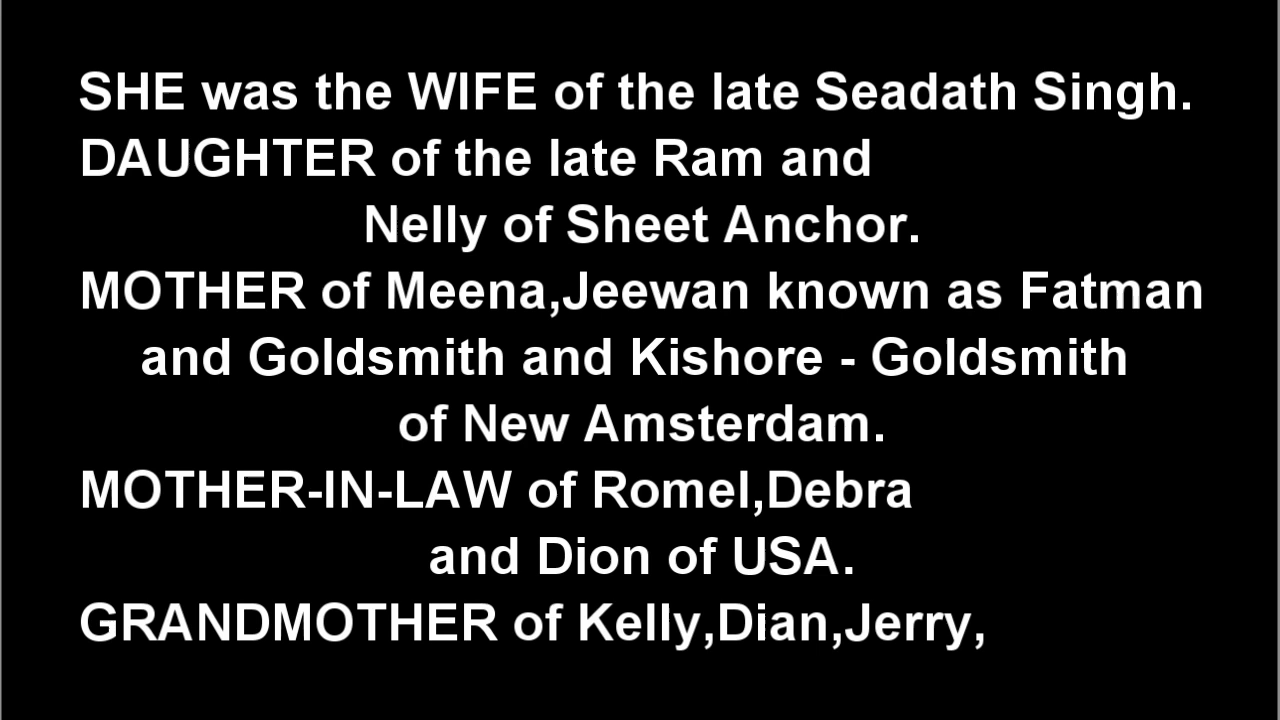 SHE was the WIFE of the late Seadath Singh.
DAUGHTER of the late Ram and
Nelly of Sheet Anchor.
MOTHER of Meena,Jeewan known as Fatman
and Goldsmith and Kishore - Goldsmith
of New Amsterdam.
MOTHER-IN-LAW of Romel,Debra
and Dion of USA.
GRANDMOTHER of Kelly,Dian,Jerry,